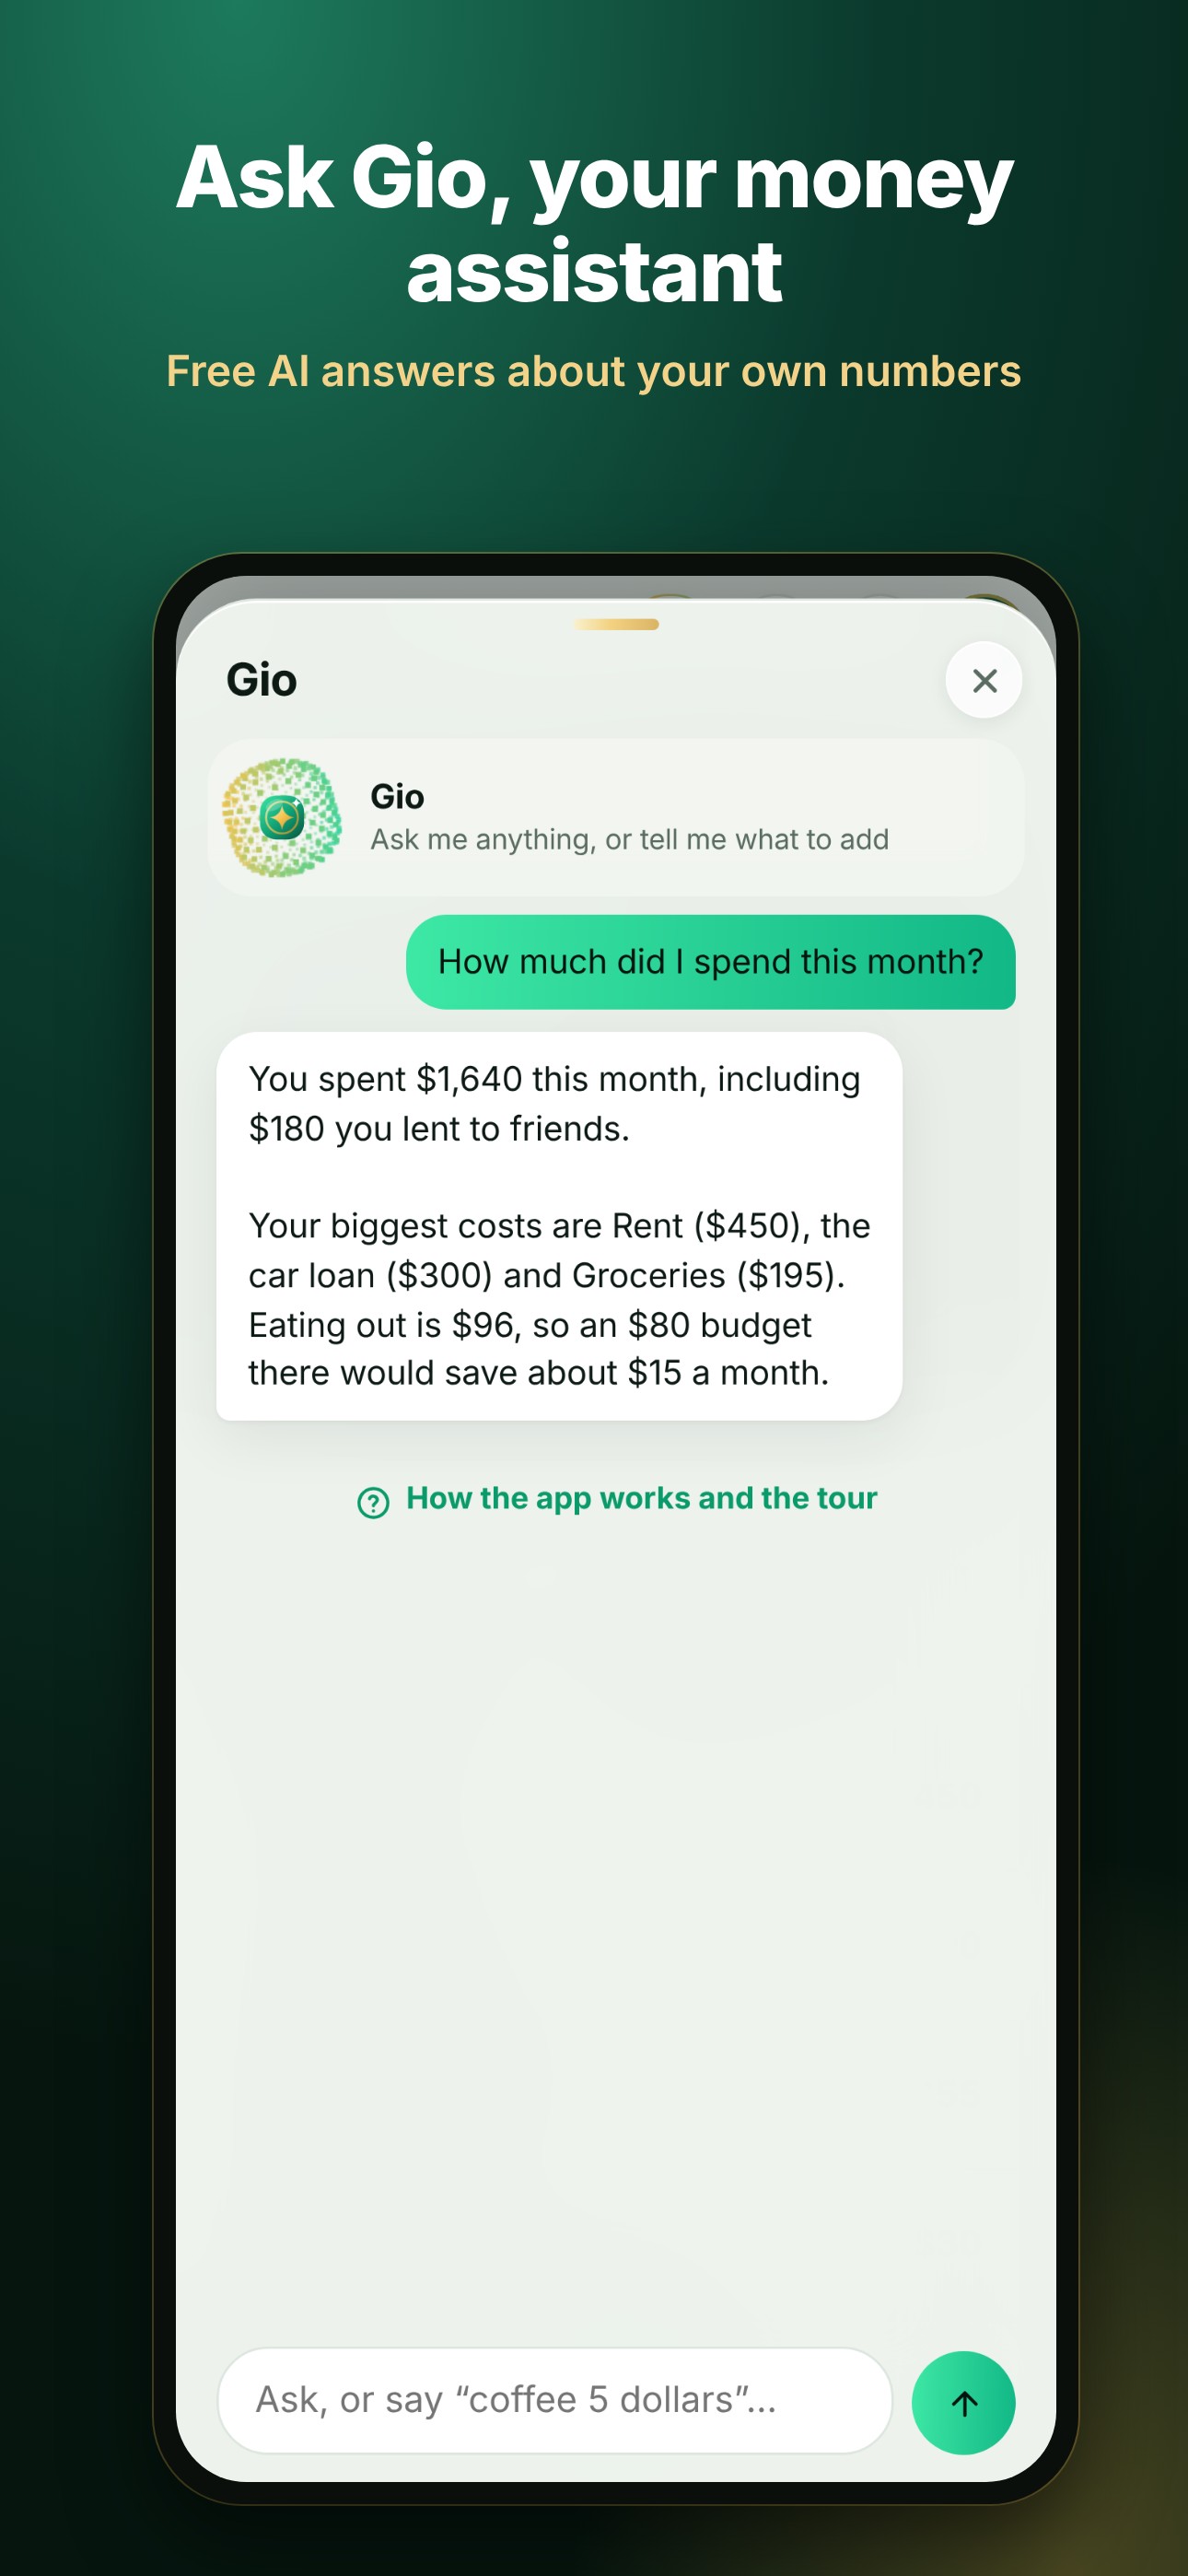 Ask Gio, your money
assistant
Free AI answers about your own numbers
Gio
Gio
Ask me anything, or tell me what to add
How much did I spend this month?
You spent $1,640 this month, including
$180 you lent to friends.
Your biggest costs are Rent ($450), the
car loan ($300) and Groceries ($195).
Eating out is $96, so an $80 budget
there would save about $15 a month.
How the app works and the tour
Ask, or say “coffee 5 dollars”...